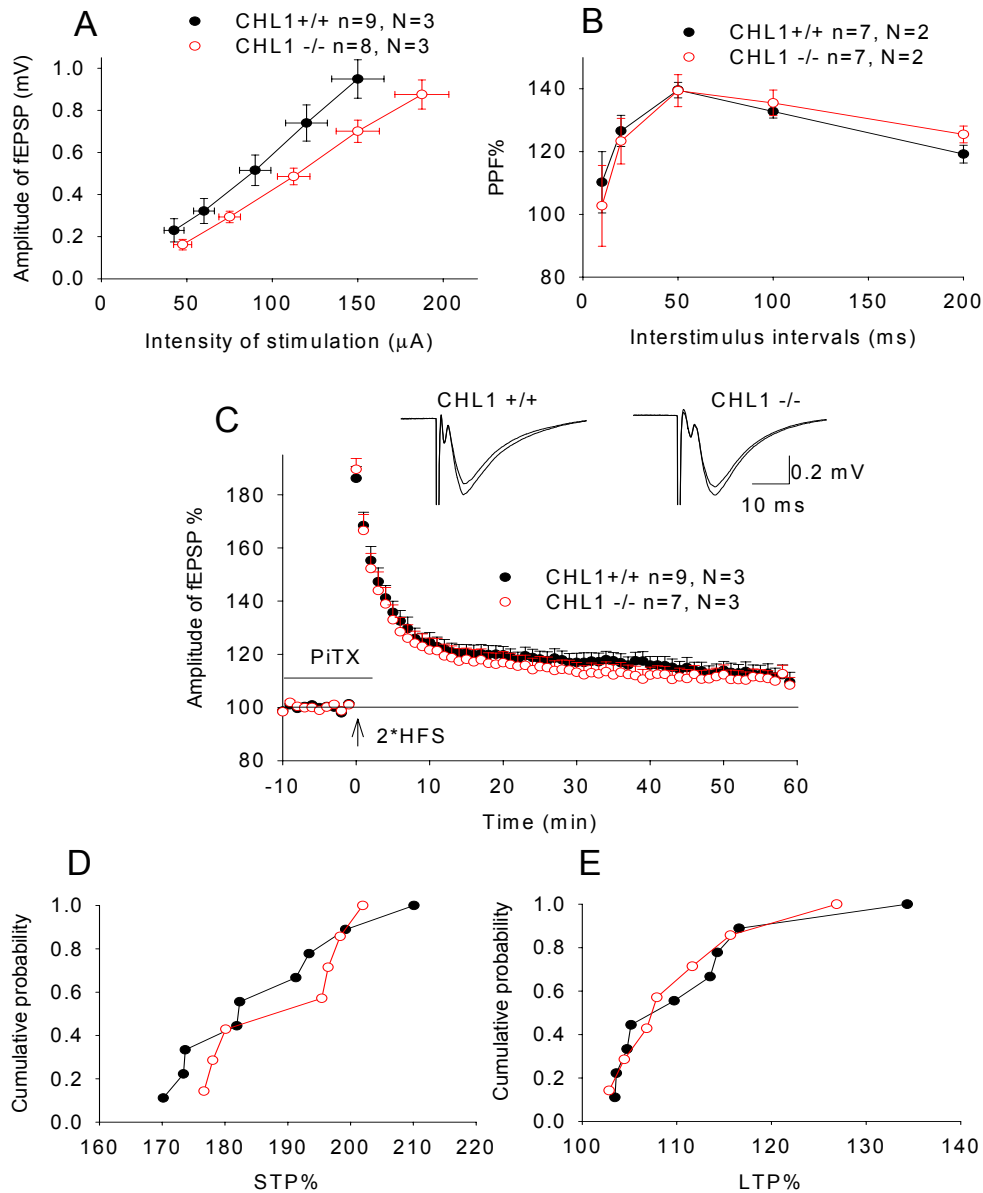 A
CHL1+/+ n=9, N=3
CHL1 -/- n=8, N=3
Amplitude of fEPSP (mV)
1.0
0.8
0.6
0.4
0.2
0.0
0 50 100 150 200
Intensity of stimulation (μA)
B
CHL1+/+ n=7, N=2
CHL1 -/- n=7, N=2
PPF%
140
120
100
80
0 50 100 150 200
Interstimulus intervals (ms)
C
CHL1 +/+
CHL1 -/-
0.2 mV
10 ms
CHL1+/+ n=9, N=3
CHL1 -/- n=7, N=3
Amplitude of fEPSP %
180
160
140
120
100
80
PiTX
2*HFS
-10 0 10 20 30 40 50 60
Time (min)
D
Cumulative probability
1.0
0.8
0.6
0.4
0.2
0.0
160 170 180 190 200 210
STP%
E
Cumulative probability
1.0
0.8
0.6
0.4
0.2
0.0
100 110 120 130 140
LTP%